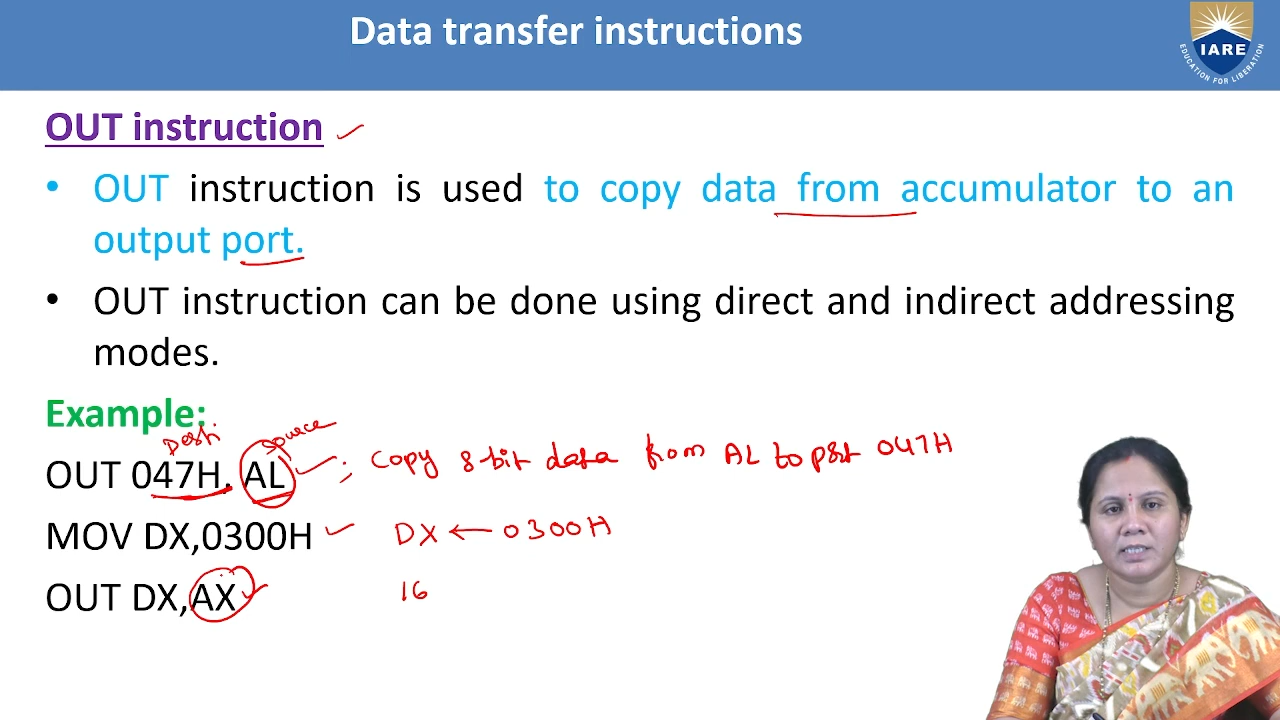 Data transfer instructions
IARE
EDUCATION FOR LIBERATION
OUT instruction
• OUT instruction is used to copy data from accumulator to an
output port.
• OUT instruction can be done using direct and indirect addressing
modes.
Example:
Desti source
OUT 047H. AL ; Copy 8-bit data from AL to port 047H
MOV DX,0300H DX ← 0300H
OUT DX,AX 16